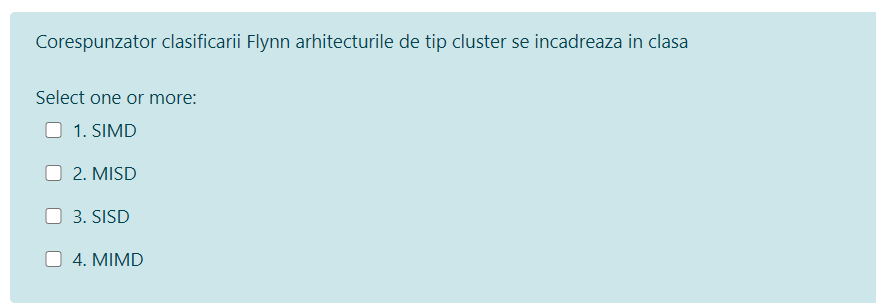 Corespunzator clasificarii Flynn arhitecturile de tip cluster se incadreaza in clasa
Select one or more:
1. SIMD
2. MISD
3. SISD
4. MIMD